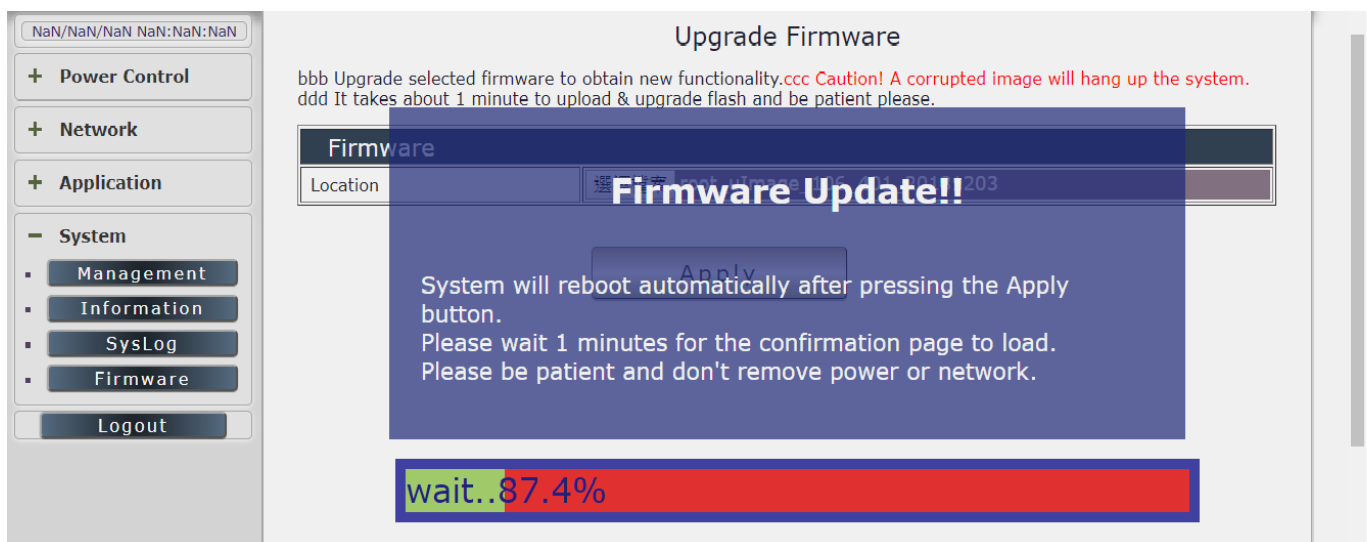 NaN/NaN/NaN NaN:NaN:NaN
+ Power Control
+ Network
+ Application
− System
Management
Information
SysLog
Firmware
Logout
Upgrade Firmware
bbb Upgrade selected firmware to obtain new functionality.ccc Caution! A corrupted image will hang up the system.
ddd It takes about 1 minute to upload & upgrade flash and be patient please.
Firmware
Location
Firmware Update!!
Apply
System will reboot automatically after pressing the Apply
button.
Please wait 1 minutes for the confirmation page to load.
Please be patient and don't remove power or network.
wait..87.4%